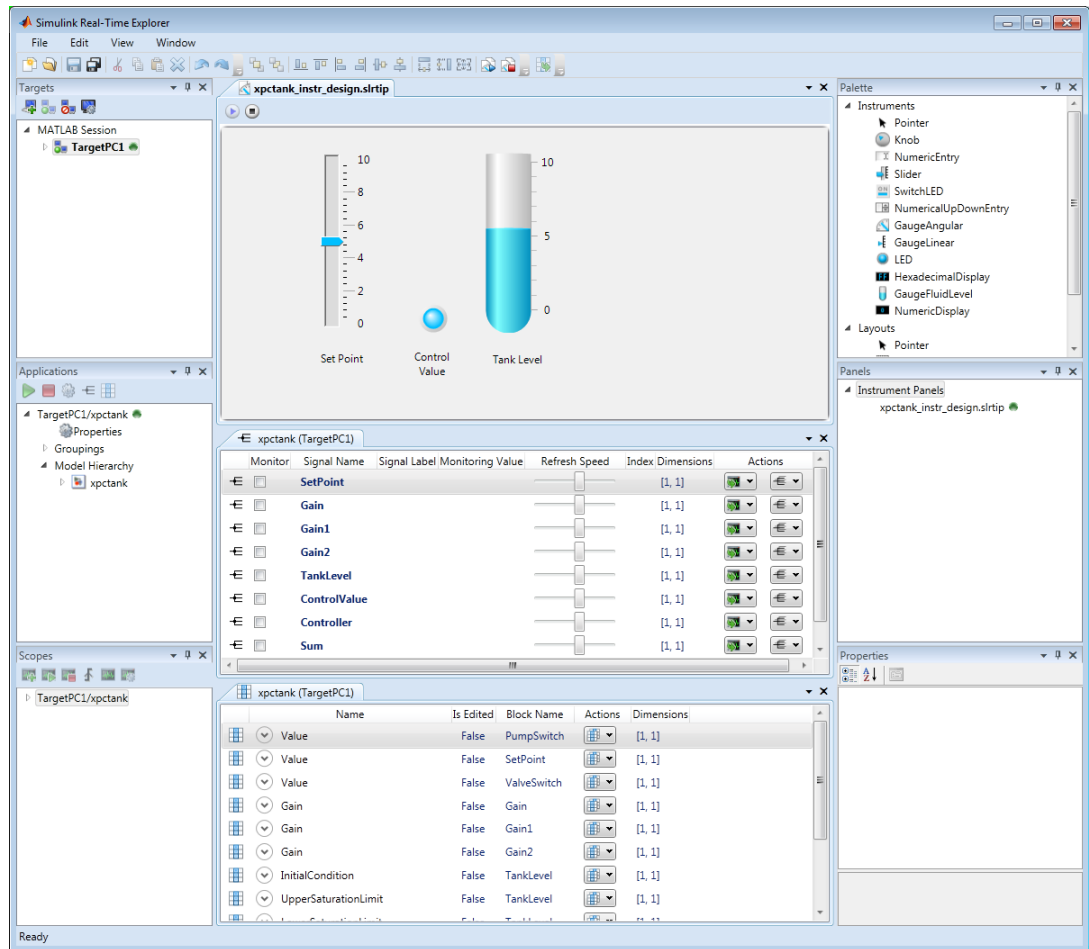 Simulink Real-Time Explorer
File Edit View Window
Targets
MATLAB Session
TargetPC1
xpctank_instr_design.slrtip
10
8
6
4
2
0
Set Point
Control
Value
10
5
0
Tank Level
Palette
Instruments
Pointer
Knob
NumericEntry
Slider
SwitchLED
NumericalUpDownEntry
GaugeAngular
GaugeLinear
LED
HexadecimalDisplay
GaugeFluidLevel
NumericDisplay
Layouts
Pointer
Applications
TargetPC1/xpctank
Properties
Groupings
Model Hierarchy
xpctank
xpctank (TargetPC1)
Monitor Signal Name Signal Label Monitoring Value Refresh Speed Index Dimensions Actions
SetPoint [1, 1]
Gain [1, 1]
Gain1 [1, 1]
Gain2 [1, 1]
TankLevel [1, 1]
ControlValue [1, 1]
Controller [1, 1]
Sum [1, 1]
Panels
Instrument Panels
xpctank_instr_design.slrtip
Scopes
TargetPC1/xpctank
xpctank (TargetPC1)
Name Is Edited Block Name Actions Dimensions
Value False PumpSwitch [1, 1]
Value False SetPoint [1, 1]
Value False ValveSwitch [1, 1]
Gain False Gain [1, 1]
Gain False Gain1 [1, 1]
Gain False Gain2 [1, 1]
InitialCondition False TankLevel [1, 1]
UpperSaturationLimit False TankLevel [1, 1]
Properties
Ready